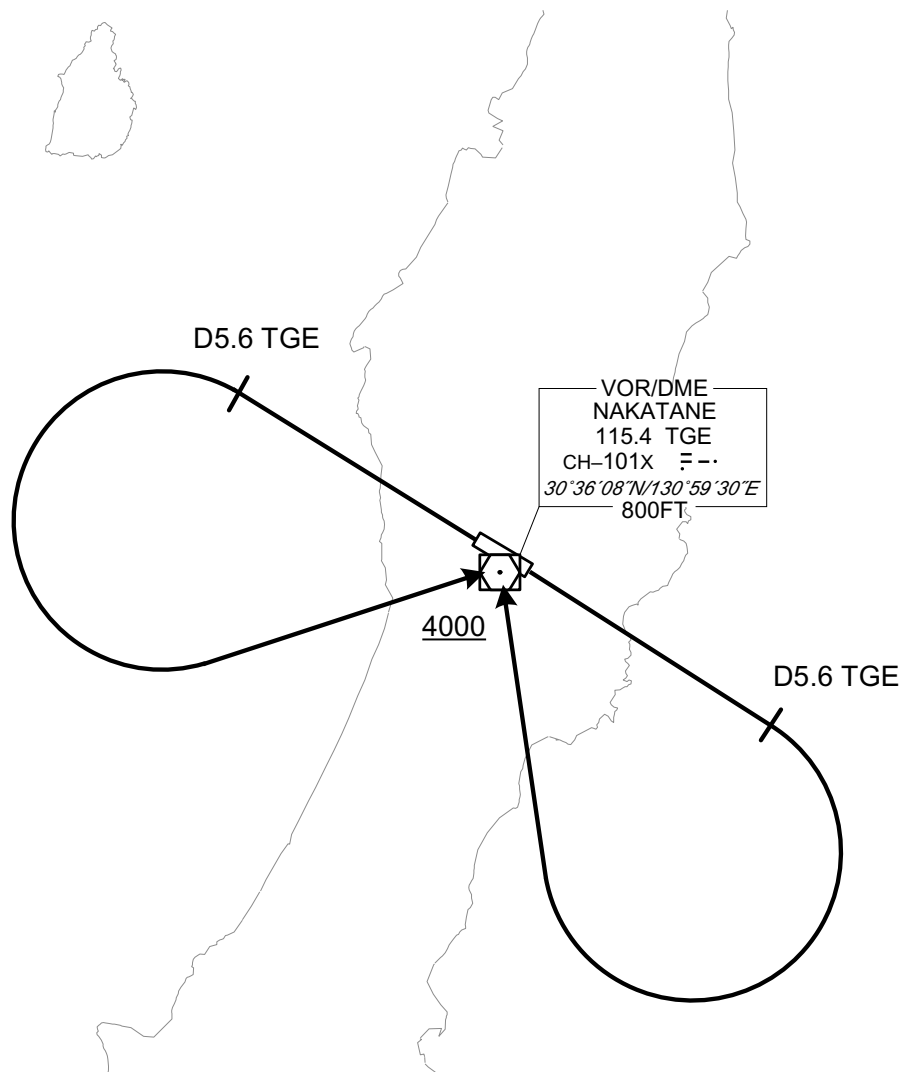 D5.6 TGE
VOR/DME
NAKATANE
115.4 TGE
CH–101X
30°36´08˝N/130°59´30˝E
800FT
4000
D5.6 TGE